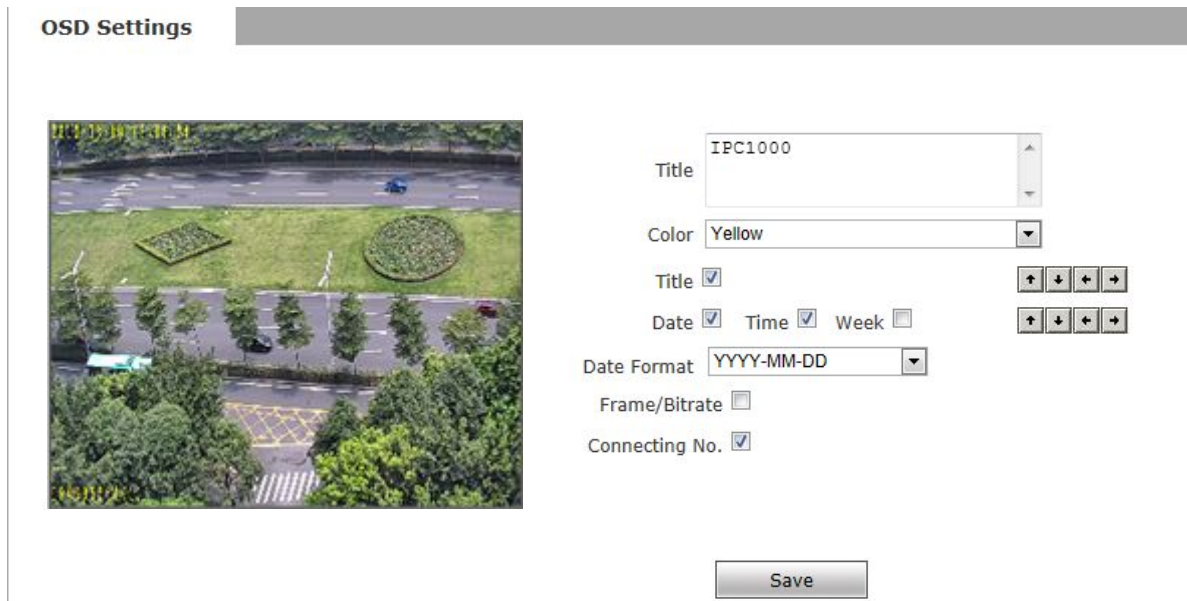 OSD Settings
Title
IPC1000
Color
Yellow
Title
Date Time Week
Date Format
YYYY-MM-DD
Frame/Bitrate
Connecting No.
Save